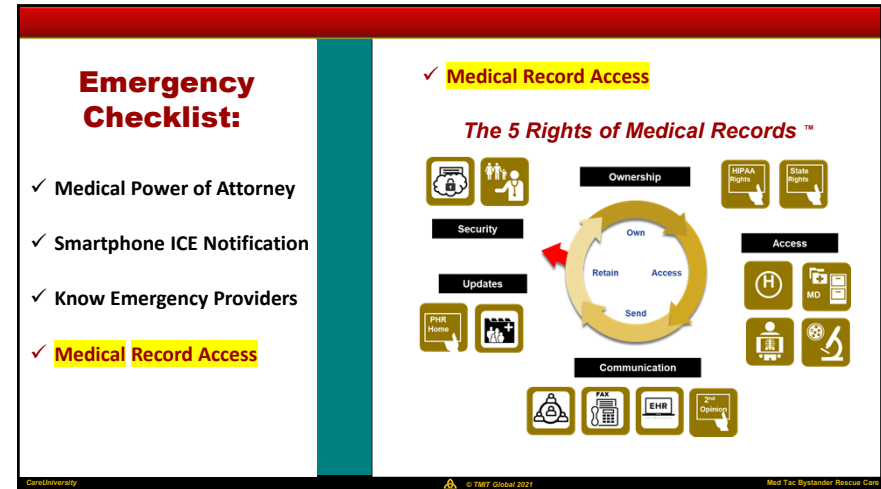 Emergency
Checklist:
✓ Medical Power of Attorney
✓ Smartphone ICE Notification
✓ Know Emergency Providers
✓ Medical Record Access
✓ Medical Record Access
The 5 Rights of Medical Records ™
Ownership
HIPAA
Rights
State
Rights
Security
Own
Access
Retain
Access
Updates
Send
PHR
Home
H
MD
Communication
FAX
EHR
2nd
Opinion
CareUniversity
© TMIT Global 2021
Med Tac Bystander Rescue Care